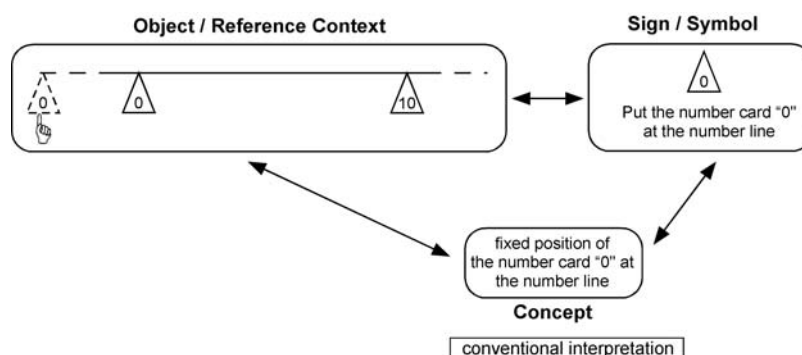 Object / Reference Context
Sign / Symbol
0
0
10
0
Put the number card “0”
at the number line
fixed position of
the number card “0” at
the number line
Concept
conventional interpretation